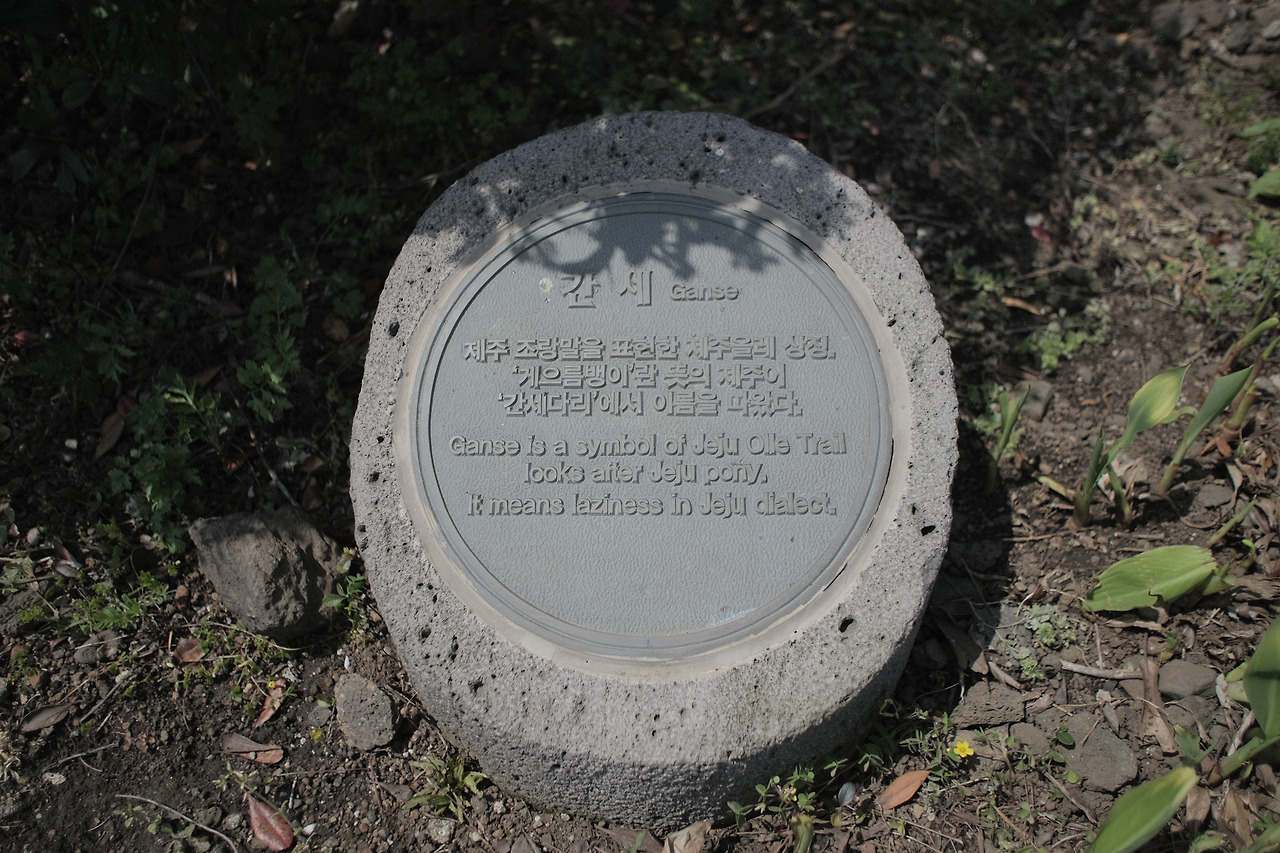 간세 Ganse
제주 조랑말을 표현한 제주올레 상징.
'게으름뱅이'란 뜻의 제주어
'간세다리'에서 이름을 따왔다.
Ganse is a symbol of Jeju Olle Trail
looks after Jeju pony.
It means laziness in Jeju dialect.